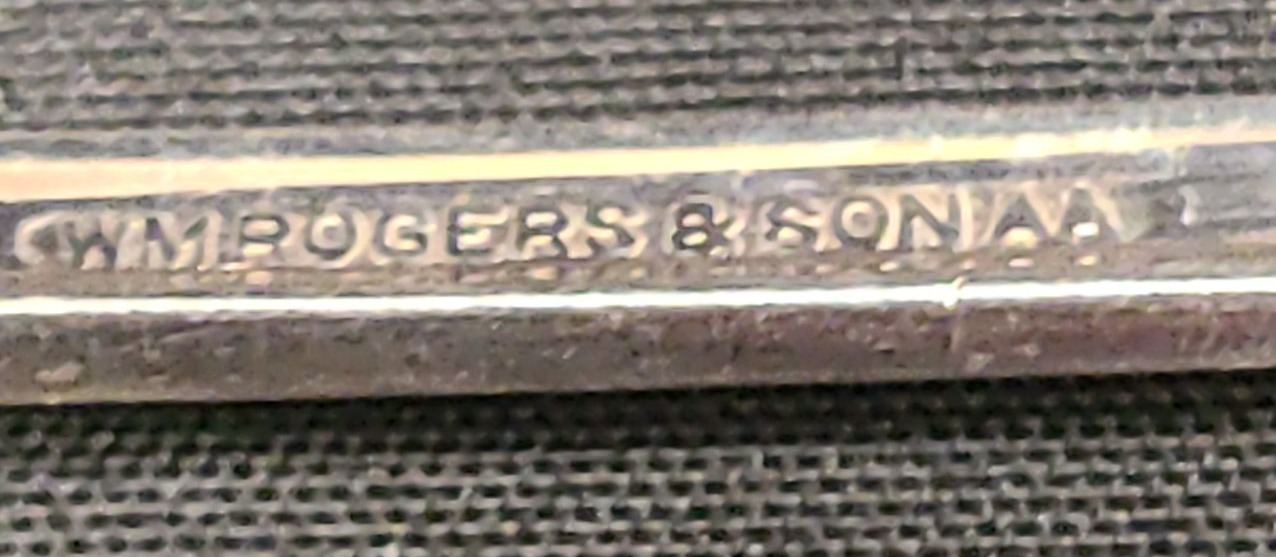 WM ROGERS & SON AA